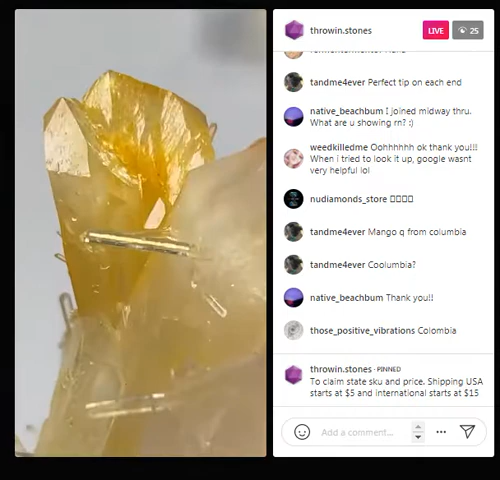 throwin.stones
LIVE
25
tandme4ever Perfect tip on each end
native_beachbum I joined midway thru.
What are u showing rn? :)
weedkilledme Oohhhhhh ok thank you!!!
When i tried to look it up, google wasnt
very helpful lol
nudiamonds_store □□□□
tandme4ever Mango q from columbia
tandme4ever Coolumbia?
native_beachbum Thank you!!
those_positive_vibrations Colombia
throwin.stones · PINNED
To claim state sku and price. Shipping USA
starts at $5 and international starts at $15
Add a comment...